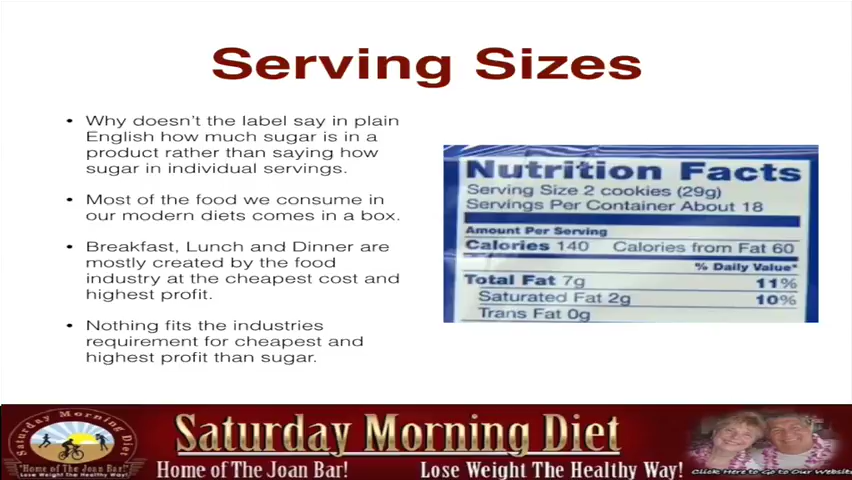 Serving Sizes
• Why doesn't the label say in plain
English how much sugar is in a
product rather than saying how
sugar in individual servings.
• Most of the food we consume in
our modern diets comes in a box.
• Breakfast, Lunch and Dinner are
mostly created by the food
industry at the cheapest cost and
highest profit.
• Nothing fits the industries
requirement for cheapest and
highest profit than sugar.
Nutrition Facts
Serving Size 2 cookies (29g)
Servings Per Container About 18
Amount Per Serving
Calories 140 Calories from Fat 60
% Daily Value*
Total Fat 7g 11%
Saturated Fat 2g 10%
Trans Fat 0g
Saturday Morning Diet
"Home of The Joan Bar!"
Lose Weight The Healthy Way!
Saturday Morning Diet
Home of The Joan Bar! Lose Weight The Healthy Way!
Click Here to Go to Our Website